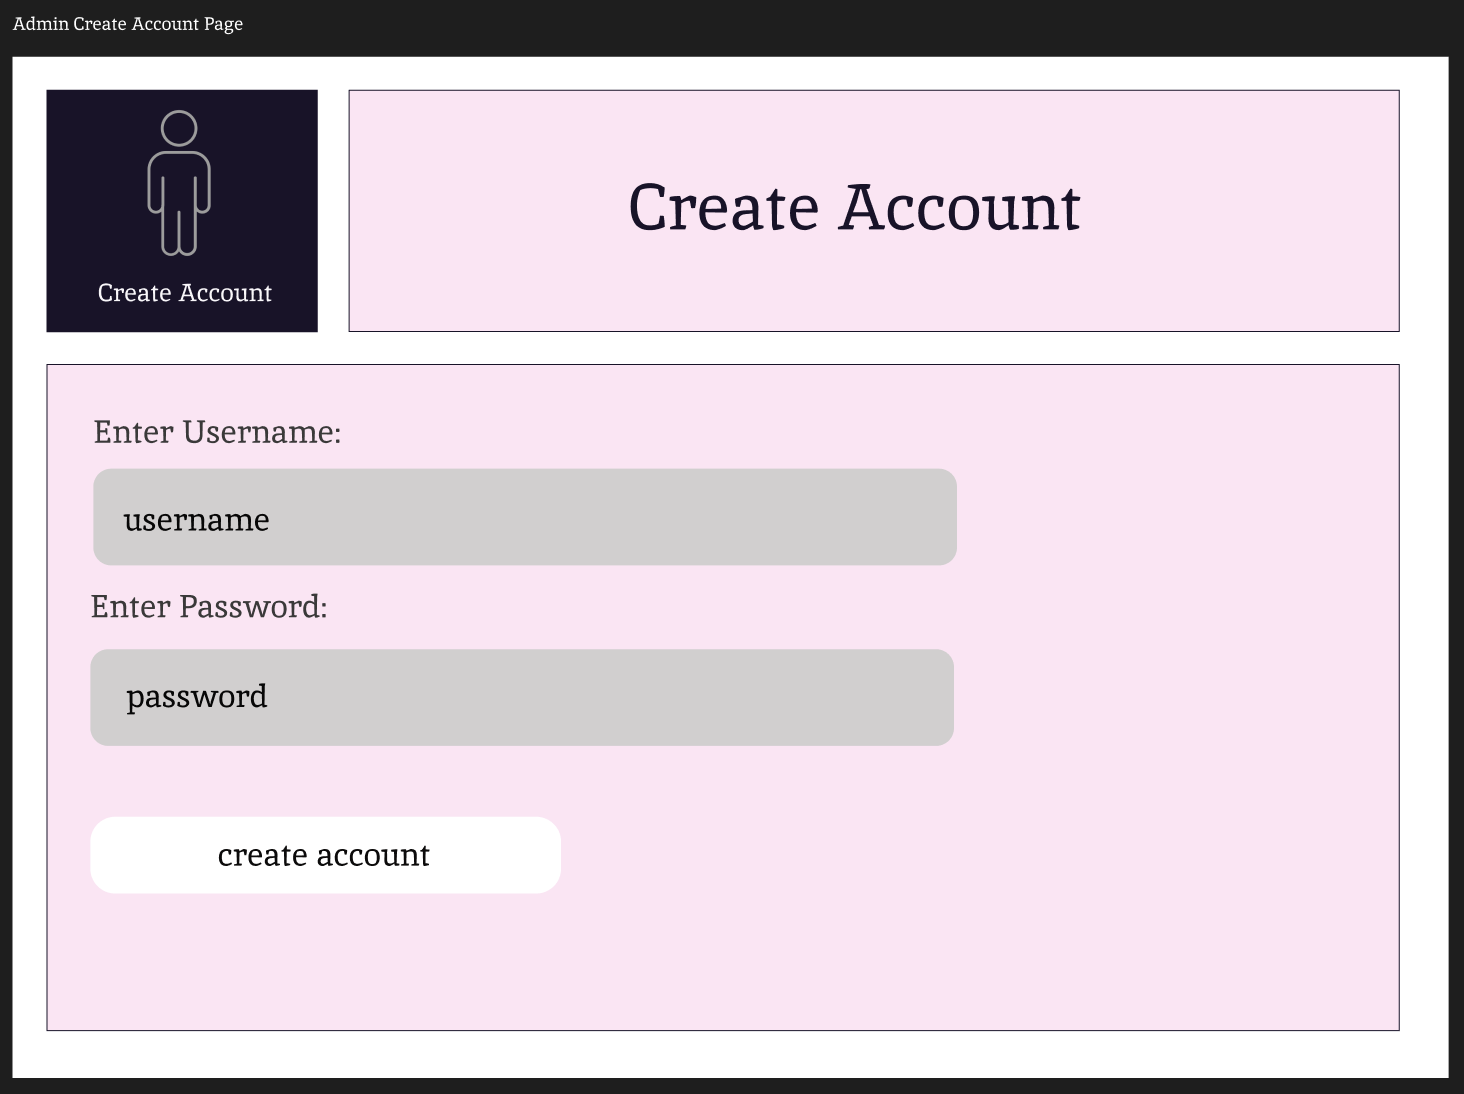 Admin Create Account Page
Create Account
Create Account
Enter Username:
username
Enter Password:
password
create account